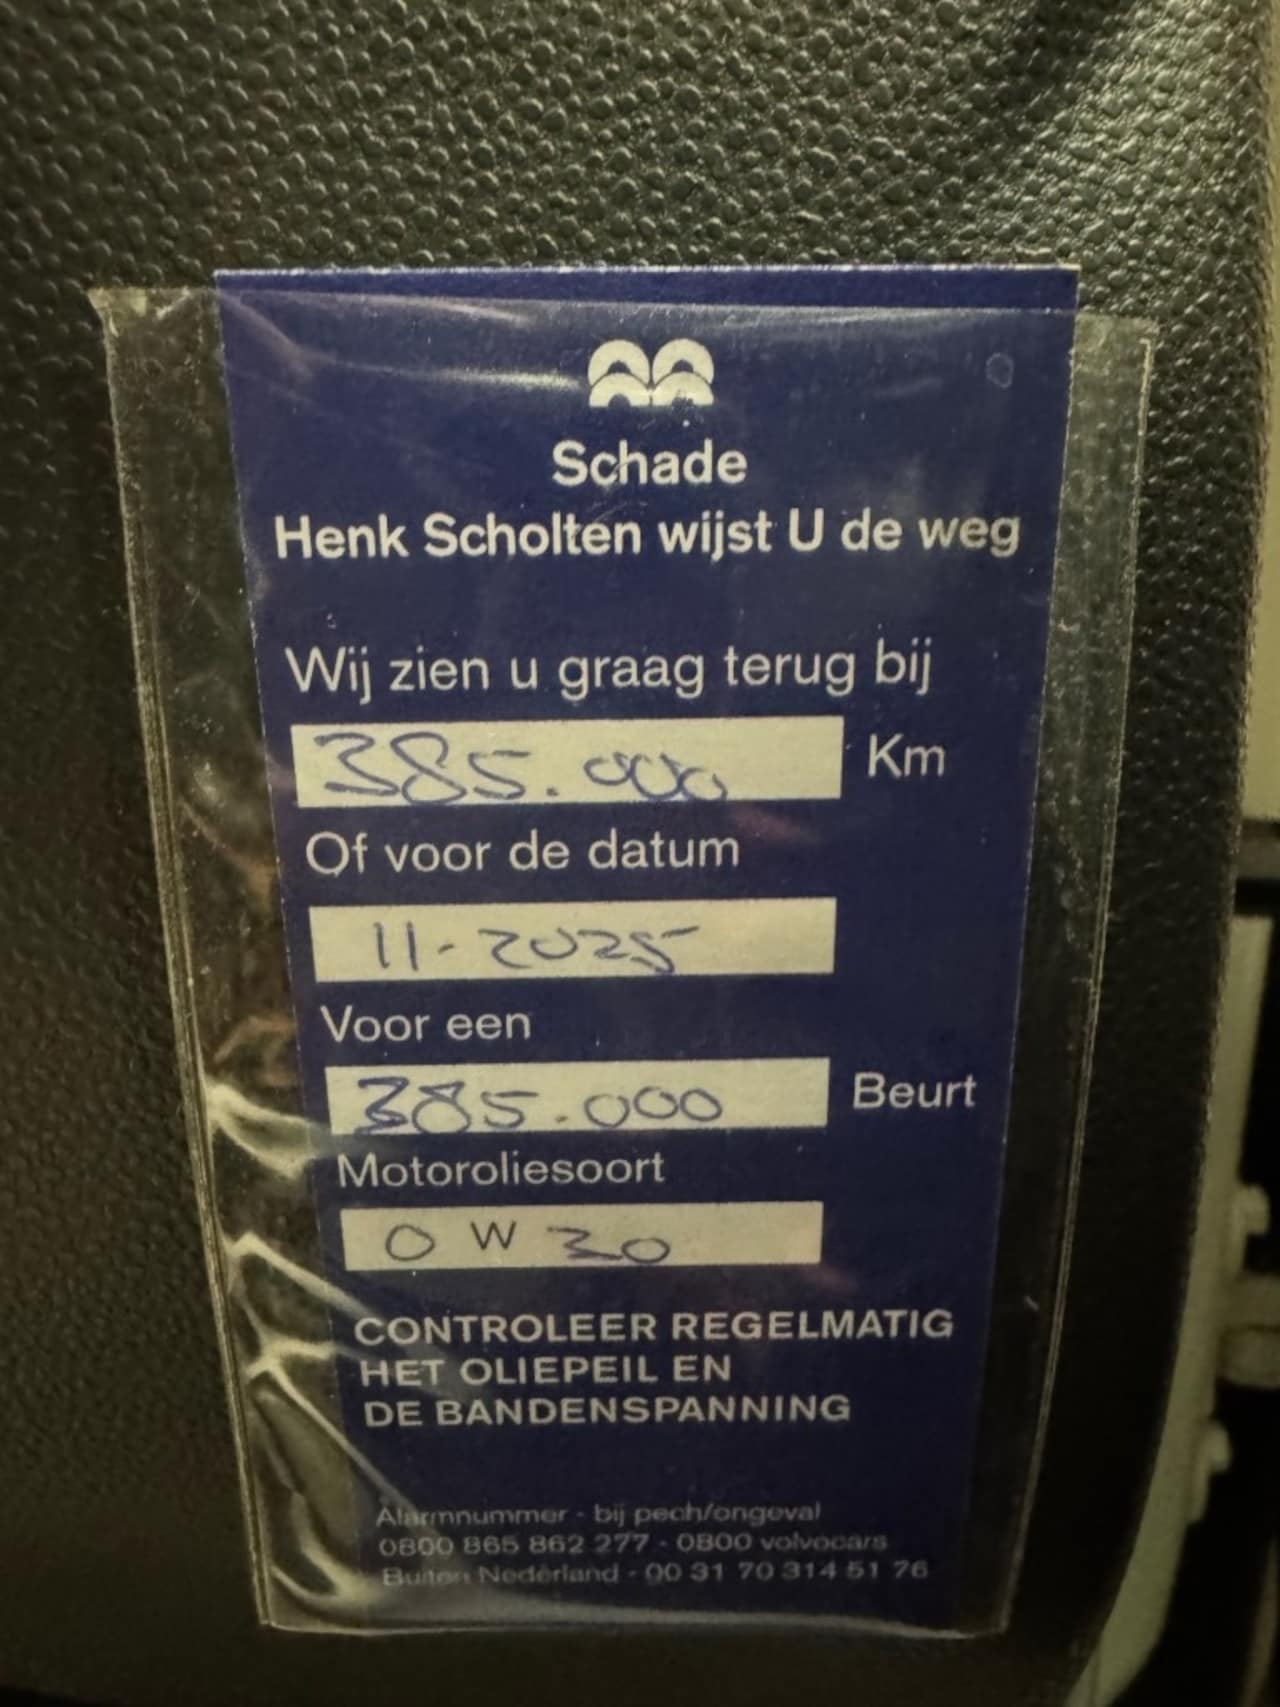 Schade
Henk Scholten wijst U de weg
Wij zien u graag terug bij
385.000 Km
Of voor de datum
11-2025
Voor een
385.000 Beurt
Motoroliesoort
0 W 30
CONTROLEER REGELMATIG
HET OLIEPEIL EN
DE BANDENSPANNING
Alarmnummer - bij pech/ongeval
0800 865 862 277 - 0800 volvocars
Buiten Nederland - 00 31 70 314 51 76